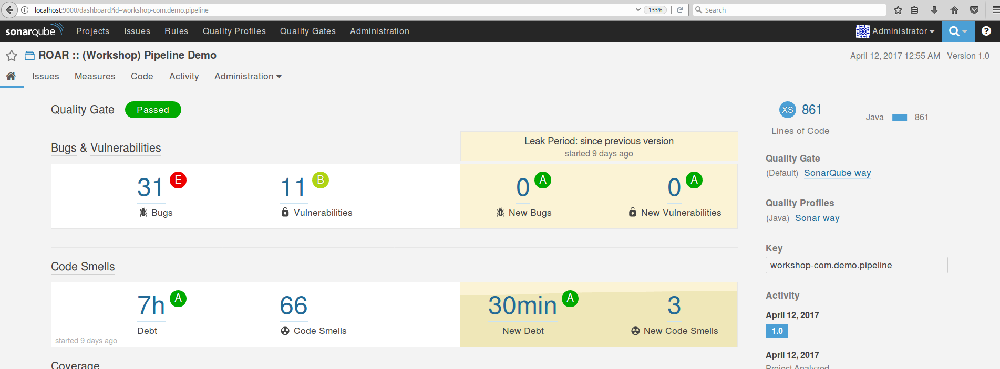 localhost:9000/dashboard?id=workshop-com.demo.pipeline 133% Search
sonarqube Projects Issues Rules Quality Profiles Quality Gates Administration Administrator
ROAR :: (Workshop) Pipeline Demo April 12, 2017 12:55 AM Version 1.0
Issues Measures Code Activity Administration
Quality Gate Passed
XS 861
Lines of Code
Java 861
Bugs & Vulnerabilities
Leak Period: since previous version
started 9 days ago
31 E
Bugs
11 B
Vulnerabilities
0 A
New Bugs
0 A
New Vulnerabilities
Code Smells
7h A
Debt
started 9 days ago
66
Code Smells
30min A
New Debt
3
New Code Smells
Coverage
Quality Gate
(Default) SonarQube way
Quality Profiles
(Java) Sonar way
Key
workshop-com.demo.pipeline
Activity
April 12, 2017
1.0
April 12, 2017
Project Analyzed